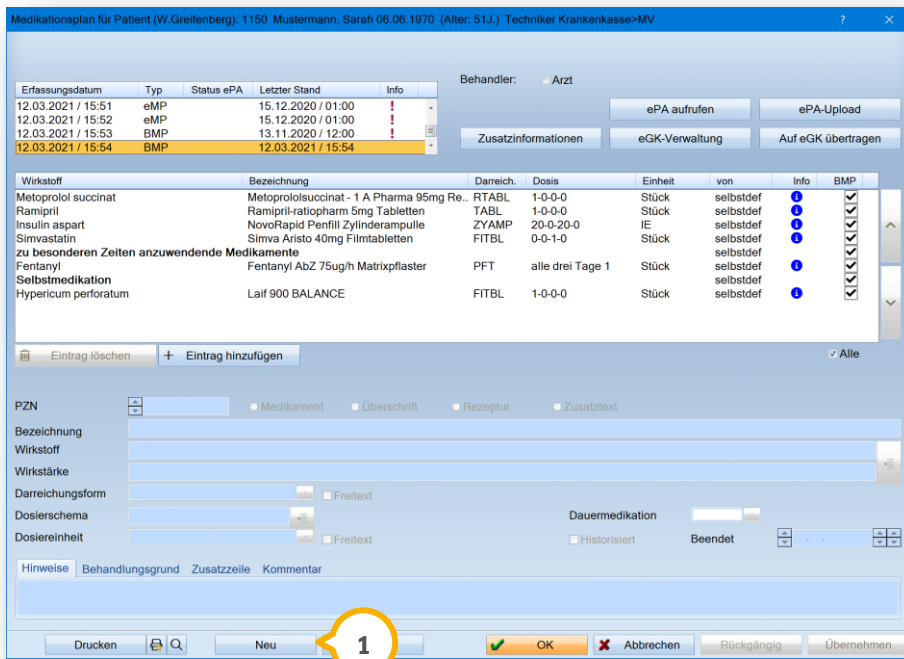 Medikationsplan für Patient (W.Greifenberg): 1150 Mustermann, Sarah 06.06.1970 (Alter: 51J.) Techniker Krankenkasse>MV ? ×
Behandler: Arzt
Erfassungsdatum Typ Status ePA Letzter Stand Info
12.03.2021 / 15:51 eMP 15.12.2020 / 01:00 !
12.03.2021 / 15:52 eMP 15.12.2020 / 01:00 !
12.03.2021 / 15:53 BMP 13.11.2020 / 12:00 !
12.03.2021 / 15:54 BMP 12.03.2021 / 15:54
ePA aufrufen ePA-Upload
Zusatzinformationen eGK-Verwaltung Auf eGK übertragen
Wirkstoff Bezeichnung Darreich. Dosis Einheit von Info BMP
Metoprolol succinat Metoprololsuccinat - 1 A Pharma 95mg Re.. RTABL 1-0-0-0 Stück selbstdef i
Ramipril Ramipril-ratiopharm 5mg Tabletten TABL 1-0-0-0 Stück selbstdef i
Insulin aspart NovoRapid Penfill Zylinderampulle ZYAMP 20-0-20-0 IE selbstdef i
Simvastatin Simva Aristo 40mg Filmtabletten FITBL 0-0-1-0 Stück selbstdef i
zu besonderen Zeiten anzuwendende Medikamente selbstdef
Fentanyl Fentanyl AbZ 75ug/h Matrixpflaster PFT alle drei Tage 1 Stück selbstdef i
Selbstmedikation selbstdef
Hypericum perforatum Laif 900 BALANCE FITBL 1-0-0-0 Stück selbstdef i
Eintrag löschen + Eintrag hinzufügen Alle
PZN Medikament Überschrift Rezeptur Zusatztext
Bezeichnung
Wirkstoff
Wirkstärke
Darreichungsform Freitext
Dosierschema Dauermedikation
Dosiereinheit Freitext Historisiert Beendet . .
Hinweise Behandlungsgrund Zusatzzeile Kommentar
Drucken Neu 1 OK Abbrechen Rückgängig Übernehmen